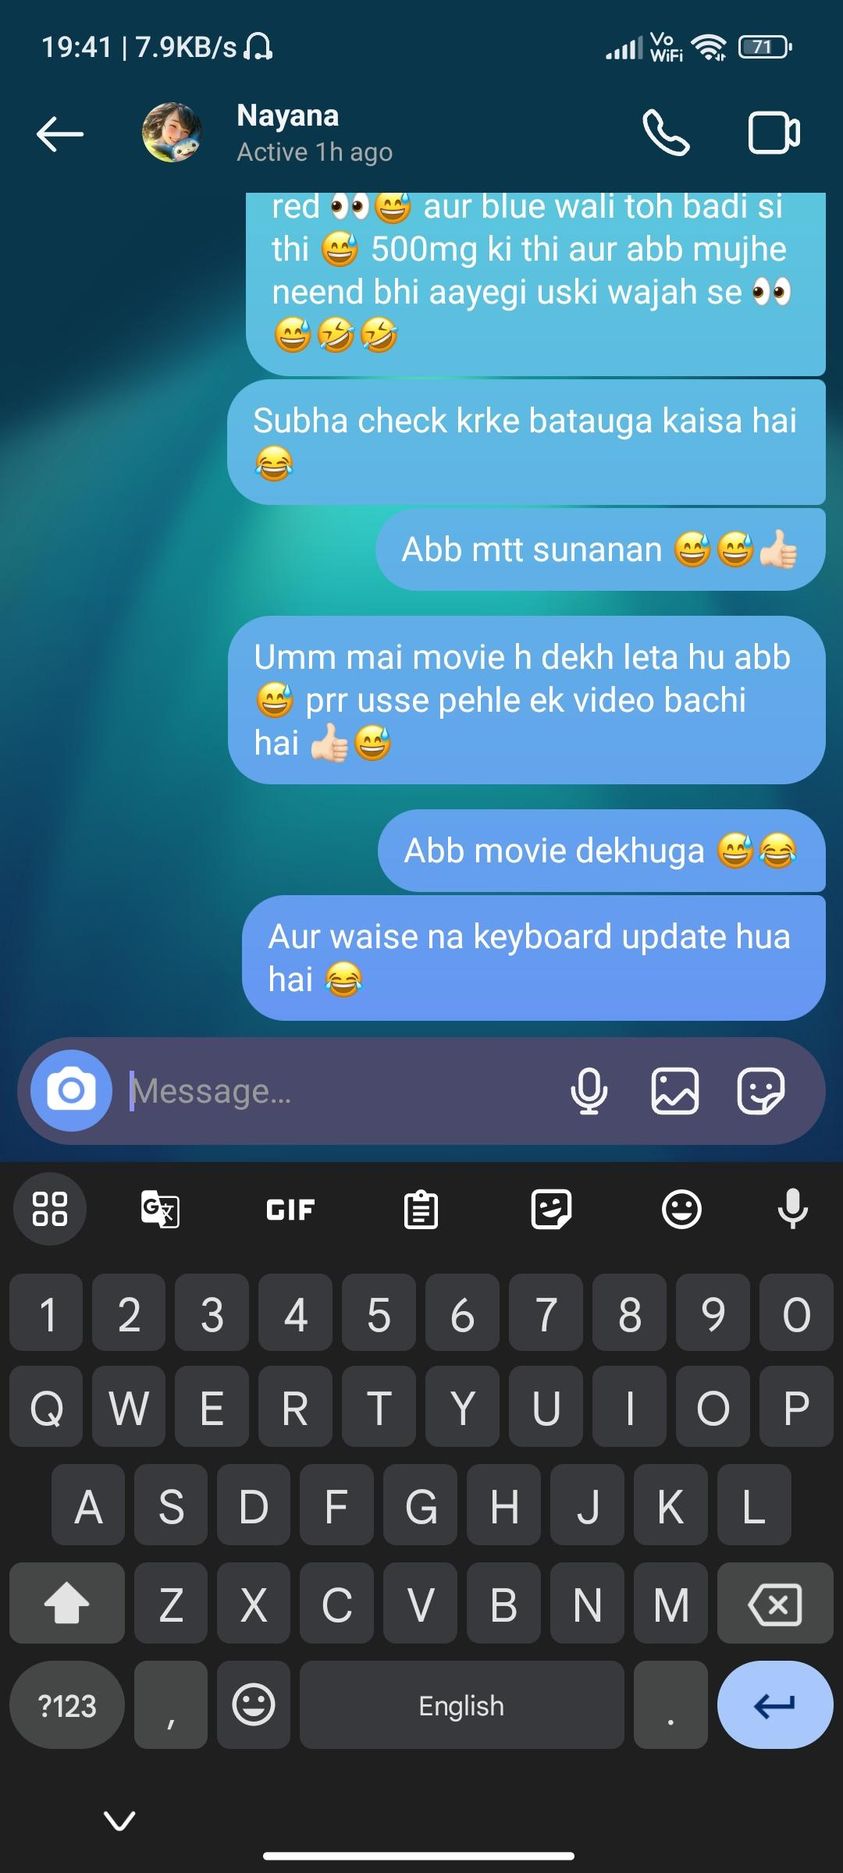 19:41 | 7.9KB/s
Vo
WiFi
71
Nayana
Active 1h ago
red 👀😅 aur blue wali toh badi si
thi 😅 500mg ki thi aur abb mujhe
neend bhi aayegi uski wajah se 👀
😅🤣🤣
Subha check krke batauga kaisa hai
😂
Abb mtt sunanan 😅😅👍🏻
Umm mai movie h dekh leta hu abb
😅 prr usse pehle ek video bachi
hai 👍🏻😅
Abb movie dekhuga 😅😂
Aur waise na keyboard update hua
hai 😂
Message...
GIF
1 2 3 4 5 6 7 8 9 0
Q W E R T Y U I O P
A S D F G H J K L
Z X C V B N M
?123 , English .